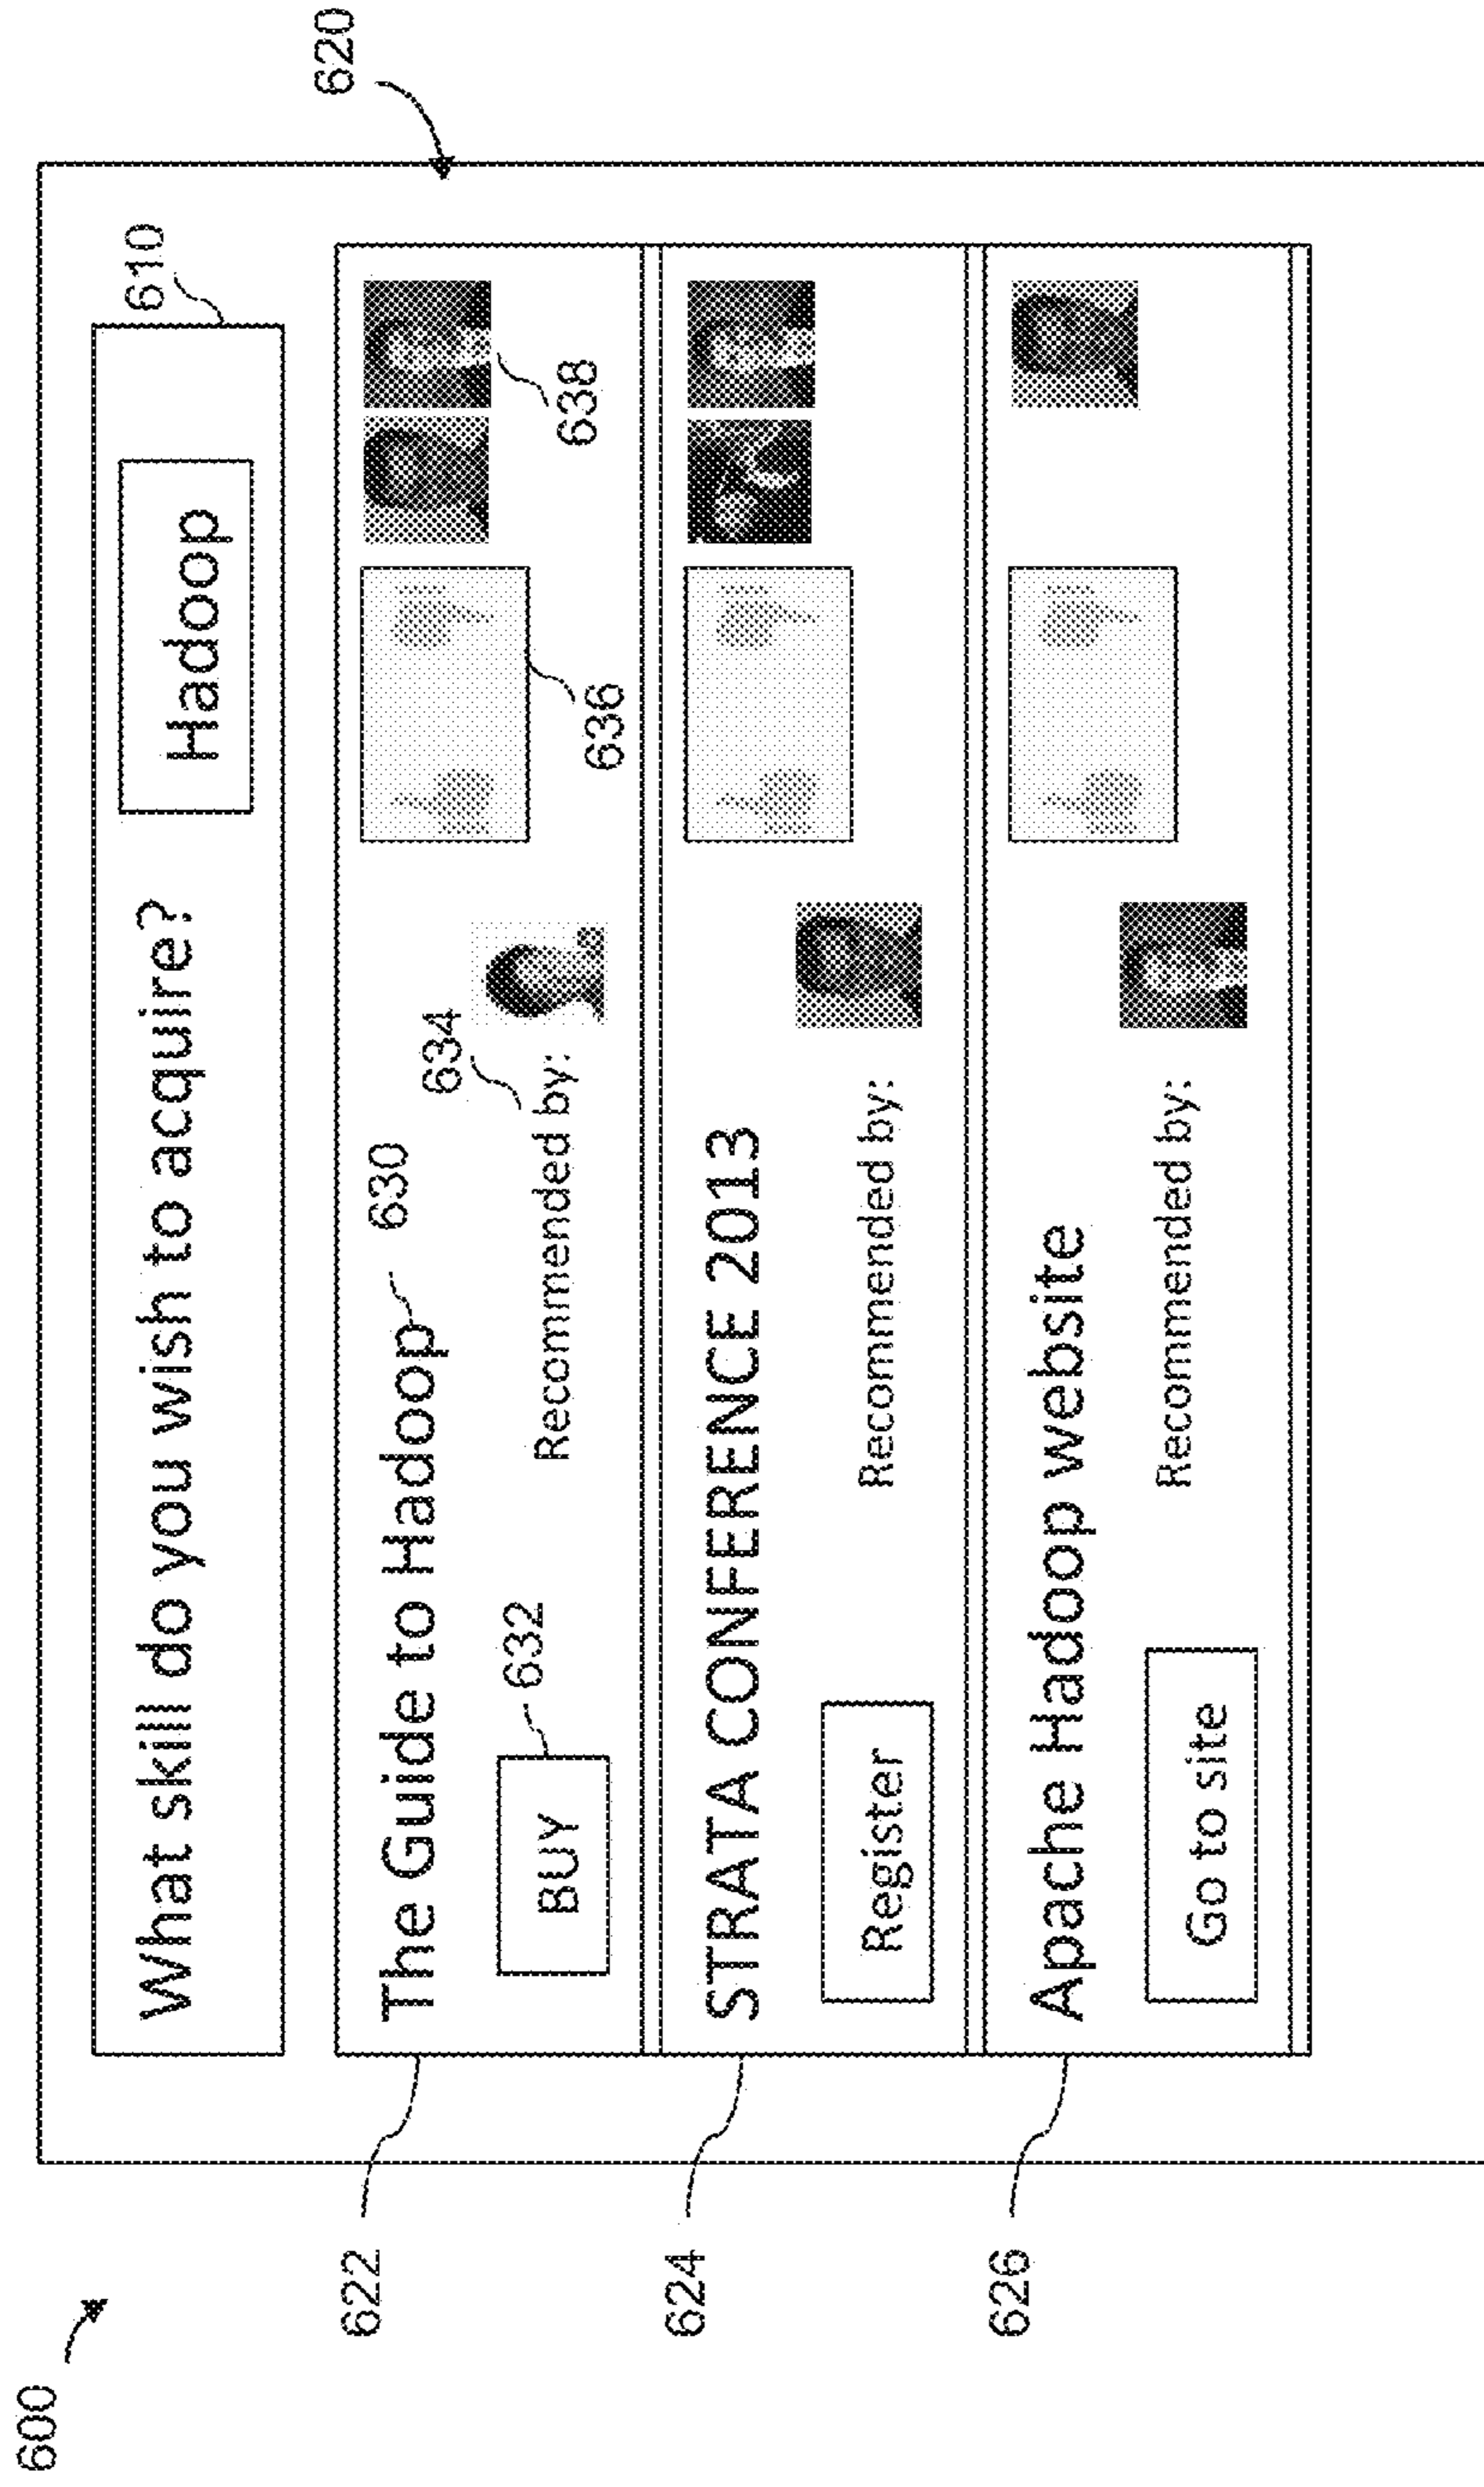 600
620
What skill do you wish to acquire? Hadoop
610
622
The Guide to Hadoop
630
BUY
632
Recommended by:
634
636
638
624
STRATA CONFERENCE 2013
Register
Recommended by:
626
Apache Hadoop website
Go to site
Recommended by: